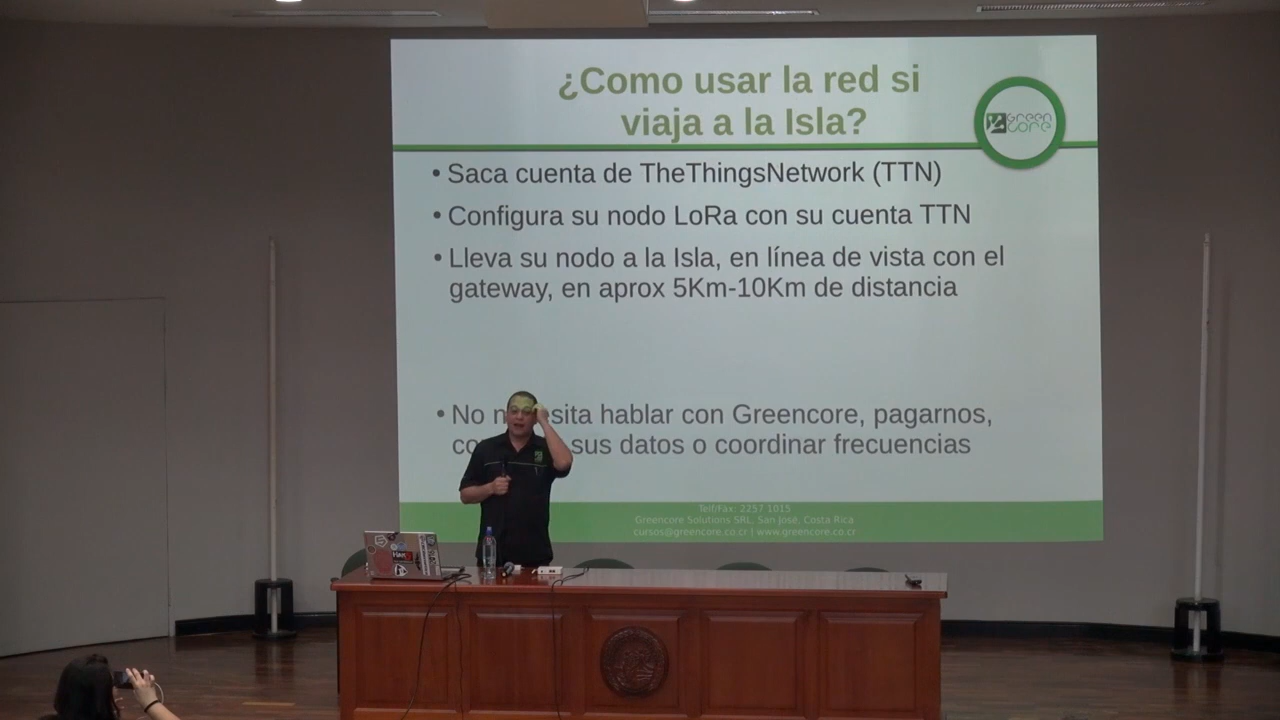 ¿Como usar la red si
viaja a la Isla?
GREEN
CORE
• Saca cuenta de TheThingsNetwork (TTN)
• Configura su nodo LoRa con su cuenta TTN
• Lleva su nodo a la Isla, en línea de vista con el
gateway, en aprox 5Km-10Km de distancia
• No hablar con Greencore, pagarnos,
sus datos o coordinar frecuencias
Telf/Fax: 2257 1015
Greencore Solutions SRL, San José, Costa Rica
cursos@greencore.co.cr | www.greencore.co.cr